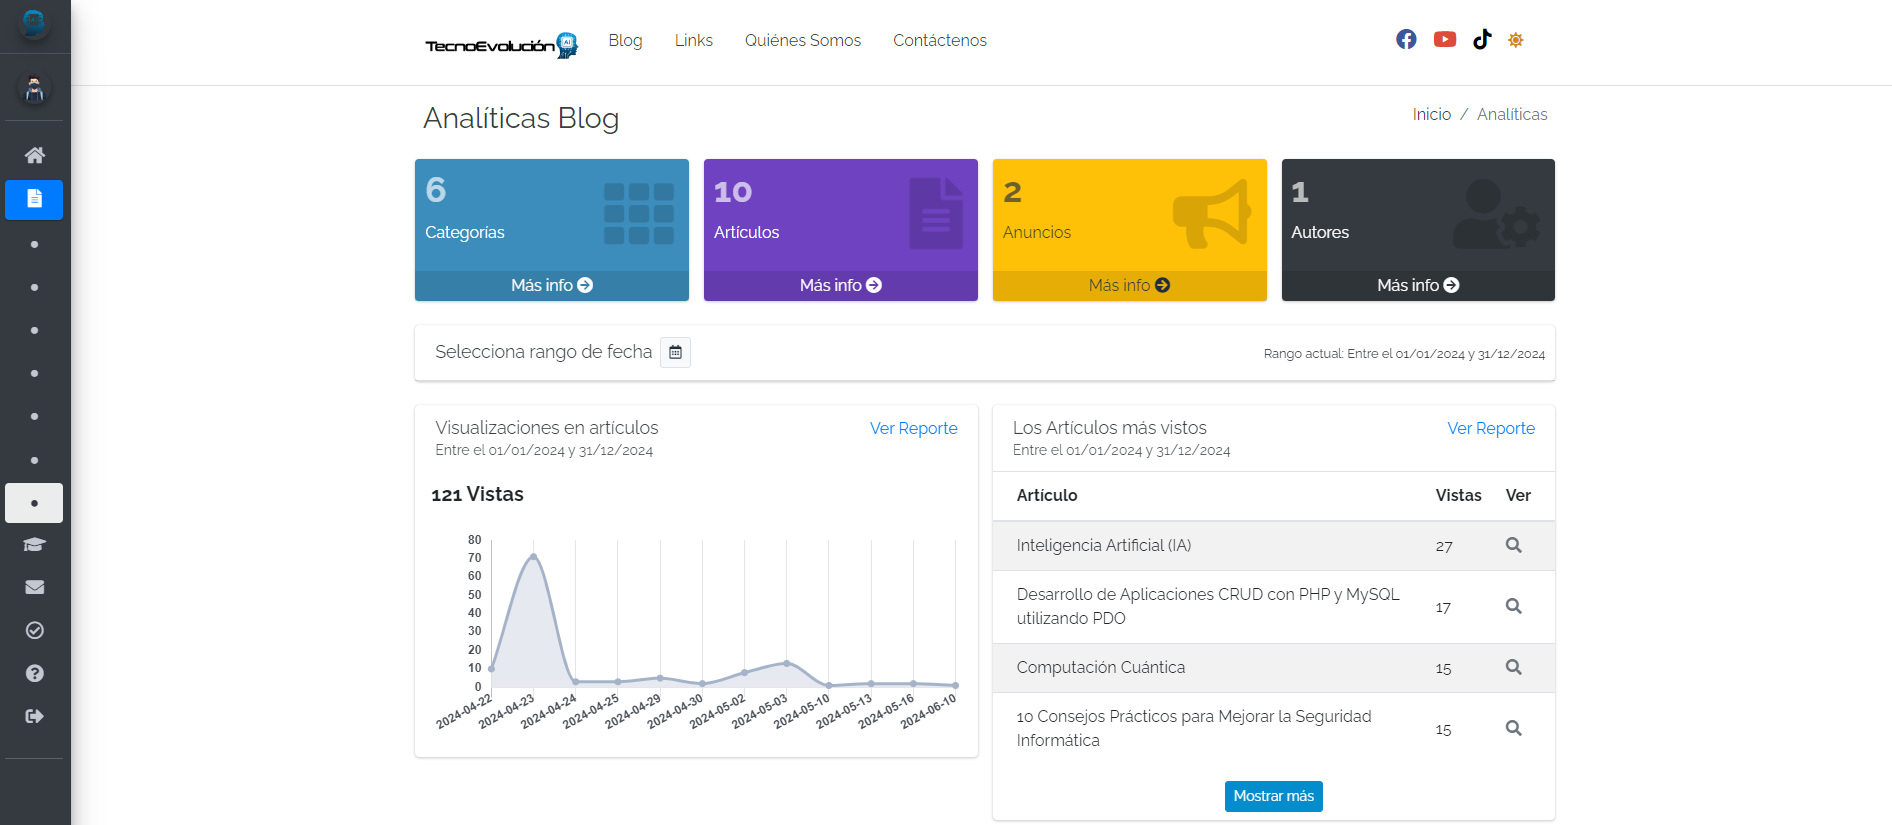 TecnoEvolución
AI
Blog
Links
Quiénes Somos
Contáctenos
Analíticas Blog
Inicio / Analíticas
6
Categorías
Más info
10
Artículos
Más info
2
Anuncios
Más info
1
Autores
Más info
Selecciona rango de fecha
Rango actual: Entre el 01/01/2024 y 31/12/2024
Visualizaciones en artículos
Ver Reporte
Entre el 01/01/2024 y 31/12/2024
121 Vistas
80
70
60
50
40
30
20
10
0
2024-04-22
2024-04-23
2024-04-24
2024-04-25
2024-04-29
2024-04-30
2024-05-02
2024-05-03
2024-05-10
2024-05-13
2024-05-16
2024-06-10
Los Artículos más vistos
Ver Reporte
Entre el 01/01/2024 y 31/12/2024
Artículo Vistas Ver
Inteligencia Artificial (IA) 27
Desarrollo de Aplicaciones CRUD con PHP y MySQL
utilizando PDO 17
Computación Cuántica 15
10 Consejos Prácticos para Mejorar la Seguridad
Informática 15
Mostrar más